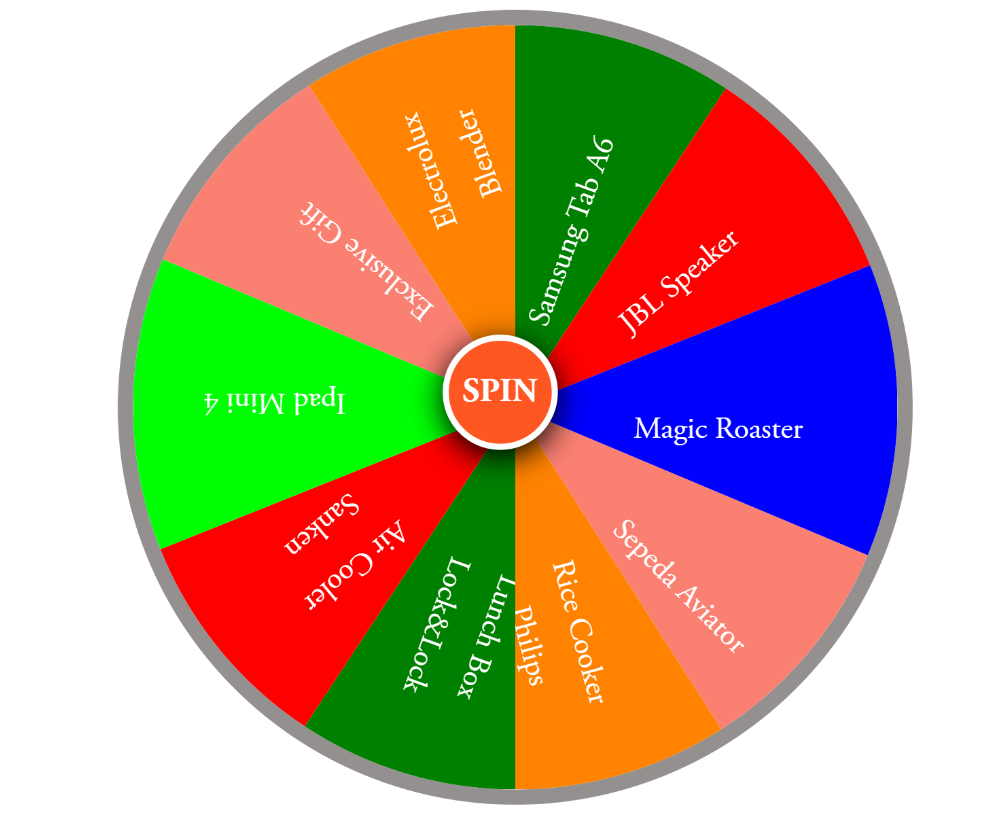 Samsung Tab A6
JBL Speaker
Magic Roaster
Sepeda Aviator
Rice Cooker
Philips
Lunch Box
Lock&Lock
Air Cooler
Sanken
Ipad Mini 4
Exclusive Gift
Electrolux
Blender
SPIN